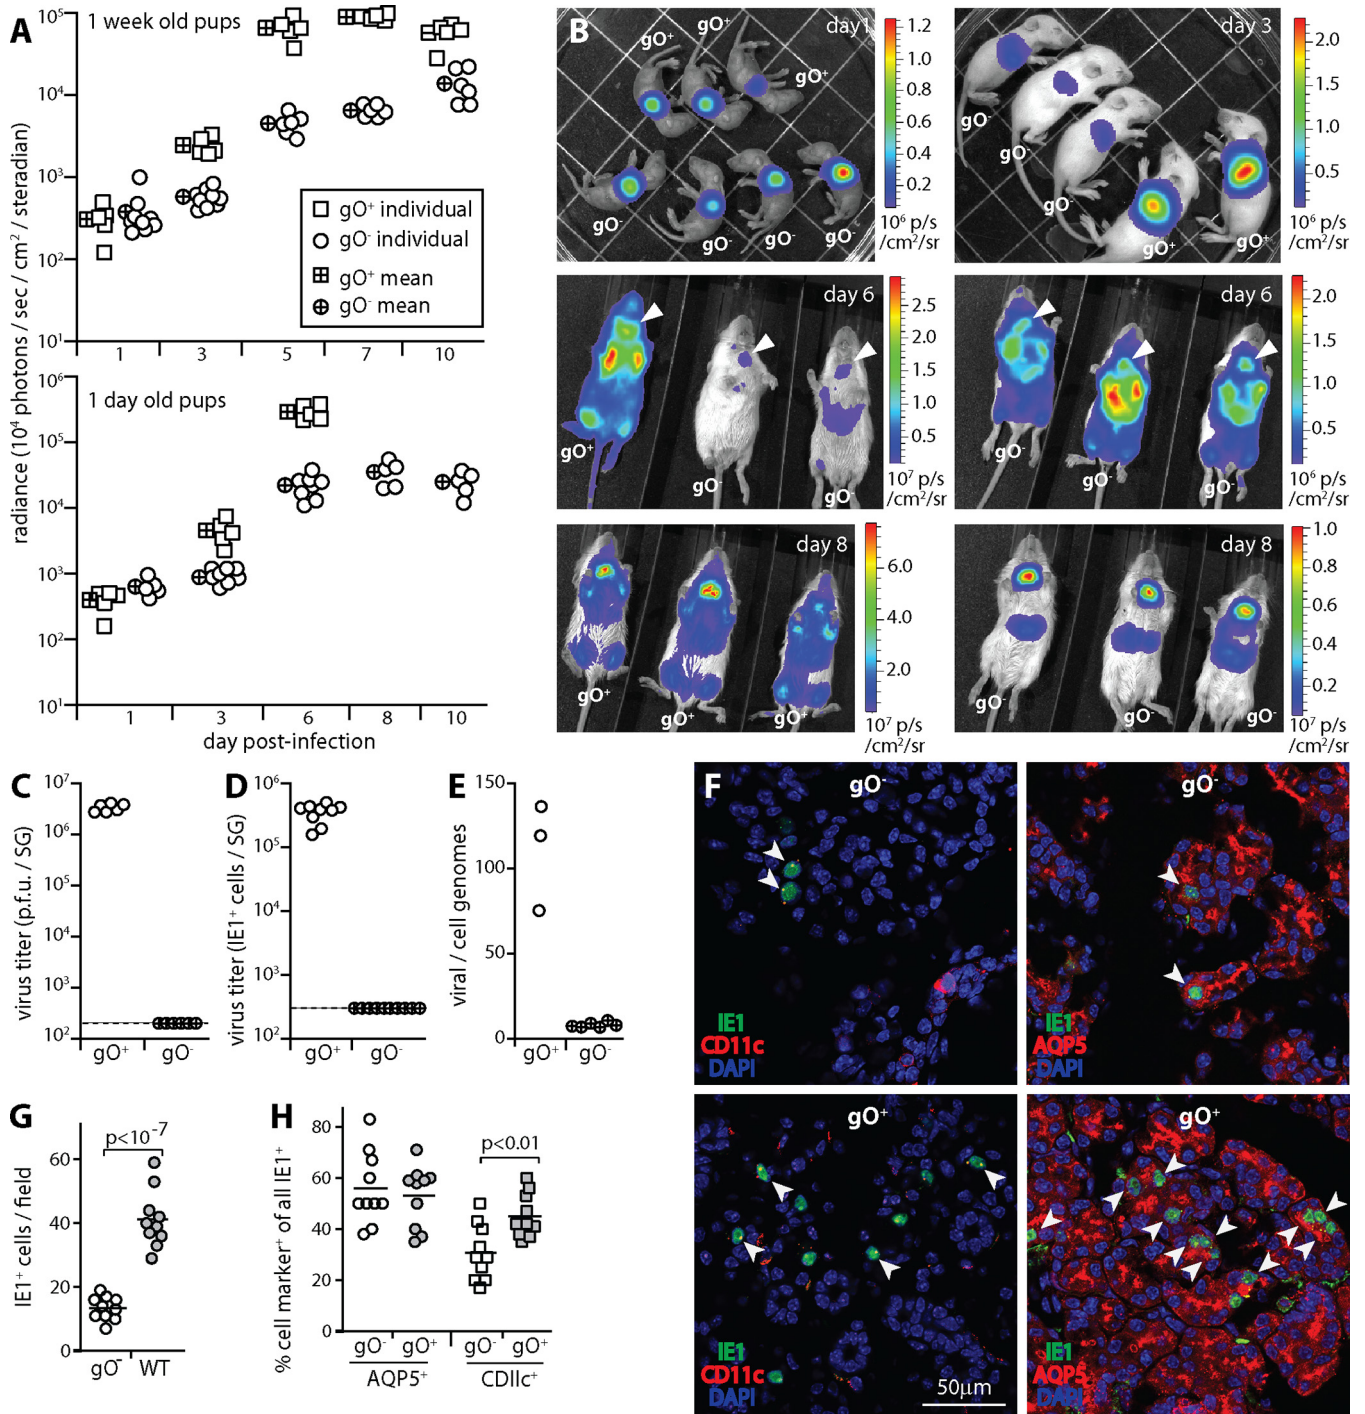 A
1 week old pups
10⁵
10⁴
10³
10²
10¹
1 3 5 7 10
gO⁺ individual
gO⁻ individual
gO⁺ mean
gO⁻ mean
radiance (10⁴ photons / sec / cm² / steradian)
1 day old pups
10⁶
10⁵
10⁴
10³
10²
10¹
1 3 6 8 10
day post-infection
B
day 1
gO⁺ gO⁺ gO⁺
gO⁻ gO⁻ gO⁻ gO⁻
1.2
1.0
0.8
0.6
0.4
0.2
10⁶ p/s
/cm²/sr
day 3
gO⁻ gO⁻ gO⁻ gO⁺ gO⁺
2.0
1.5
1.0
0.5
10⁶ p/s
/cm²/sr
day 6
gO⁺ gO⁻ gO⁻
2.5
2.0
1.5
1.0
0.5
10⁷ p/s
/cm²/sr
day 6
gO⁻ gO⁻ gO⁻
2.0
1.5
1.0
0.5
10⁶ p/s
/cm²/sr
day 8
gO⁺ gO⁺ gO⁺
6.0
4.0
2.0
10⁷ p/s
/cm²/sr
day 8
gO⁻ gO⁻ gO⁻
1.0
0.8
0.6
0.4
0.2
10⁷ p/s
/cm²/sr
C
virus titer (p.f.u. / SG)
10⁷
10⁶
10⁵
10⁴
10³
10²
gO⁺ gO⁻
D
virus titer (IE1⁺ cells / SG)
10⁶
10⁵
10⁴
10³
10²
gO⁺ gO⁻
E
viral / cell genomes
150
100
50
0
gO⁺ gO⁻
F
gO⁻
IE1
CD11c
DAPI
gO⁻
IE1
AQP5
DAPI
gO⁺
IE1
CD11c
DAPI
50μm
gO⁺
IE1
AQP5
DAPI
G
p<10⁻⁷
IE1⁺ cells / field
60
40
20
0
gO⁻ WT
H
p<0.01
% cell marker⁺ of all IE1⁺
80
60
40
20
0
gO⁻ gO⁺ gO⁻ gO⁺
AQP5⁺ CDIIc⁺